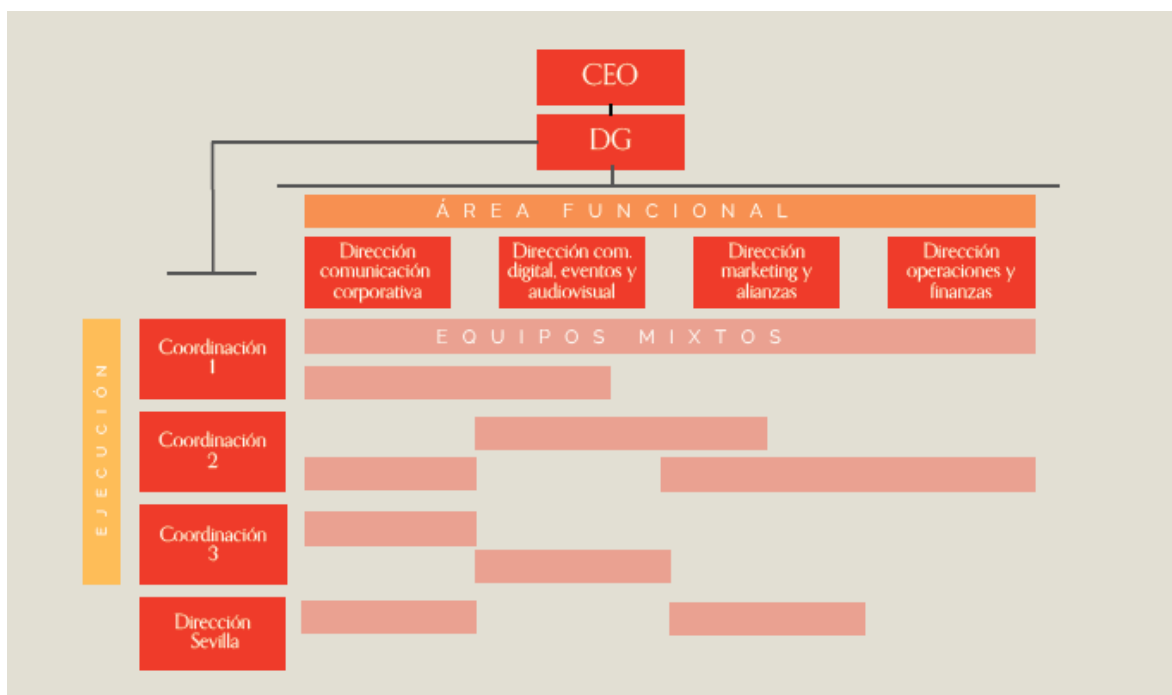 CEO
DG
ÁREA FUNCIONAL
Dirección
comunicación
corporativa
Dirección com.
digital, eventos y
audiovisual
Dirección
marketing y
alianzas
Dirección
operaciones y
finanzas
EQUIPOS MIXTOS
EJECUCIÓN
Coordinación
1
Coordinación
2
Coordinación
3
Dirección
Sevilla